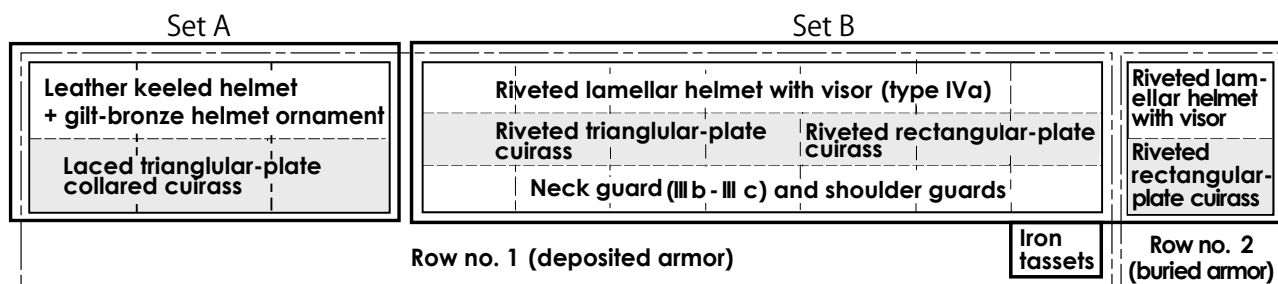 Set A
Set B
Leather keeled helmet
+ gilt-bronze helmet ornament
Laced trianglular-plate
collared cuirass
Riveted lamellar helmet with visor (type IVa)
Riveted trianglular-plate
cuirass
Riveted rectangular-plate
cuirass
Neck guard (Ⅲb-Ⅲc) and shoulder guards
Riveted lam-
ellar helmet
with visor
Riveted
rectangular-
plate cuirass
Row no. 1 (deposited armor)
Iron
tassets
Row no. 2
(buried armor)